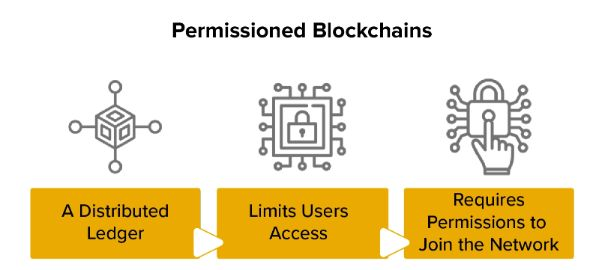 Permissioned Blockchains
A Distributed
Ledger
Limits Users
Access
Requires
Permissions to
Join the Network